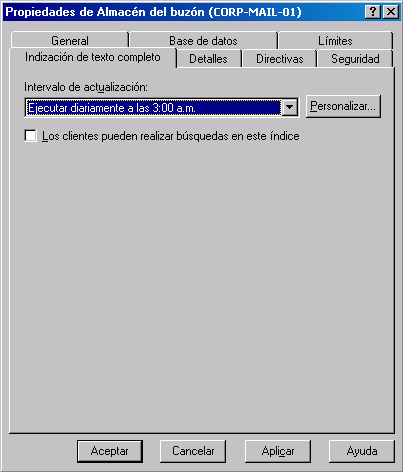 Propiedades de Almacén del buzón (CORP-MAIL-01)
General Base de datos Límites
Indización de texto completo Detalles Directivas Seguridad
Intervalo de actualización:
Ejecutar diariamente a las 3:00 a.m. Personalizar...
Los clientes pueden realizar búsquedas en este índice
Aceptar Cancelar Aplicar Ayuda